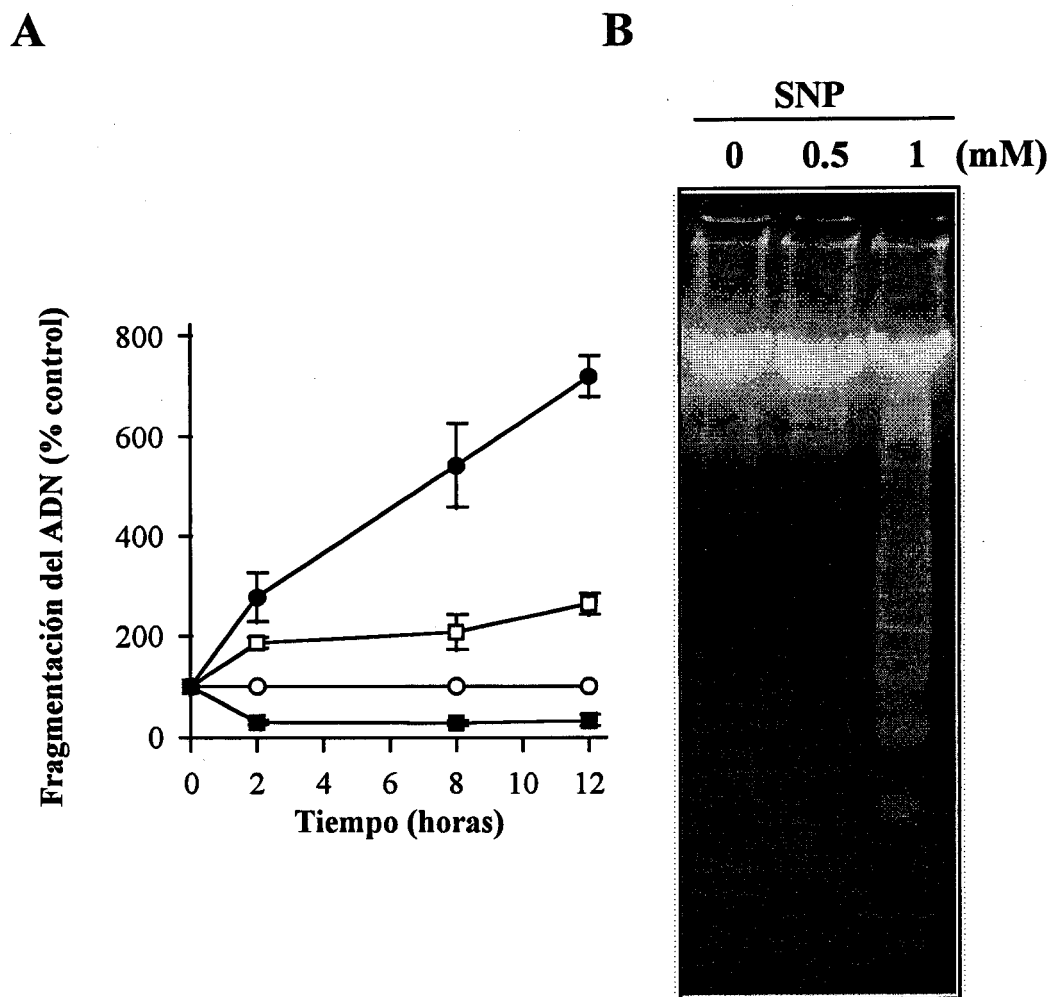 A
B
SNP
0 0.5 1 (mM)
Fragmentación del ADN (% control)
800
600
400
200
0
0 2 4 6 8 10 12
Tiempo (horas)